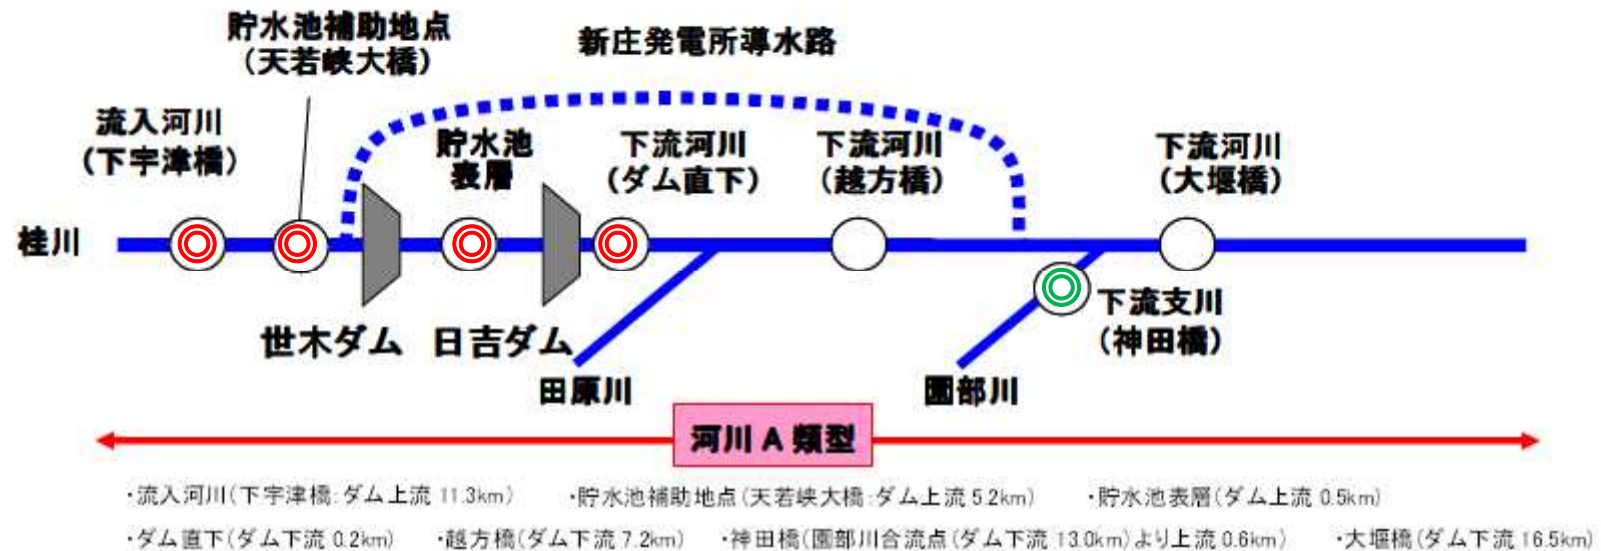 貯水池補助地点
(天若峡大橋)
新庄発電所導水路
流入河川
(下宇津橋)
貯水池
表層
下流河川
(ダム直下)
下流河川
(越方橋)
下流河川
(大堰橋)
桂川
世木ダム
日吉ダム
下流支川
(神田橋)
田原川
園部川
河川 A 類型
・流入河川(下宇津橋:ダム上流 11.3km)
・貯水池補助地点(天若峡大橋:ダム上流 5.2km)
・貯水池表層(ダム上流 0.5km)
・ダム直下(ダム下流 0.2km)
・越方橋(ダム下流 7.2km)
・神田橋(園部川合流点(ダム下流 13.0km)より上流 0.6km)
・大堰橋(ダム下流 16.5km)